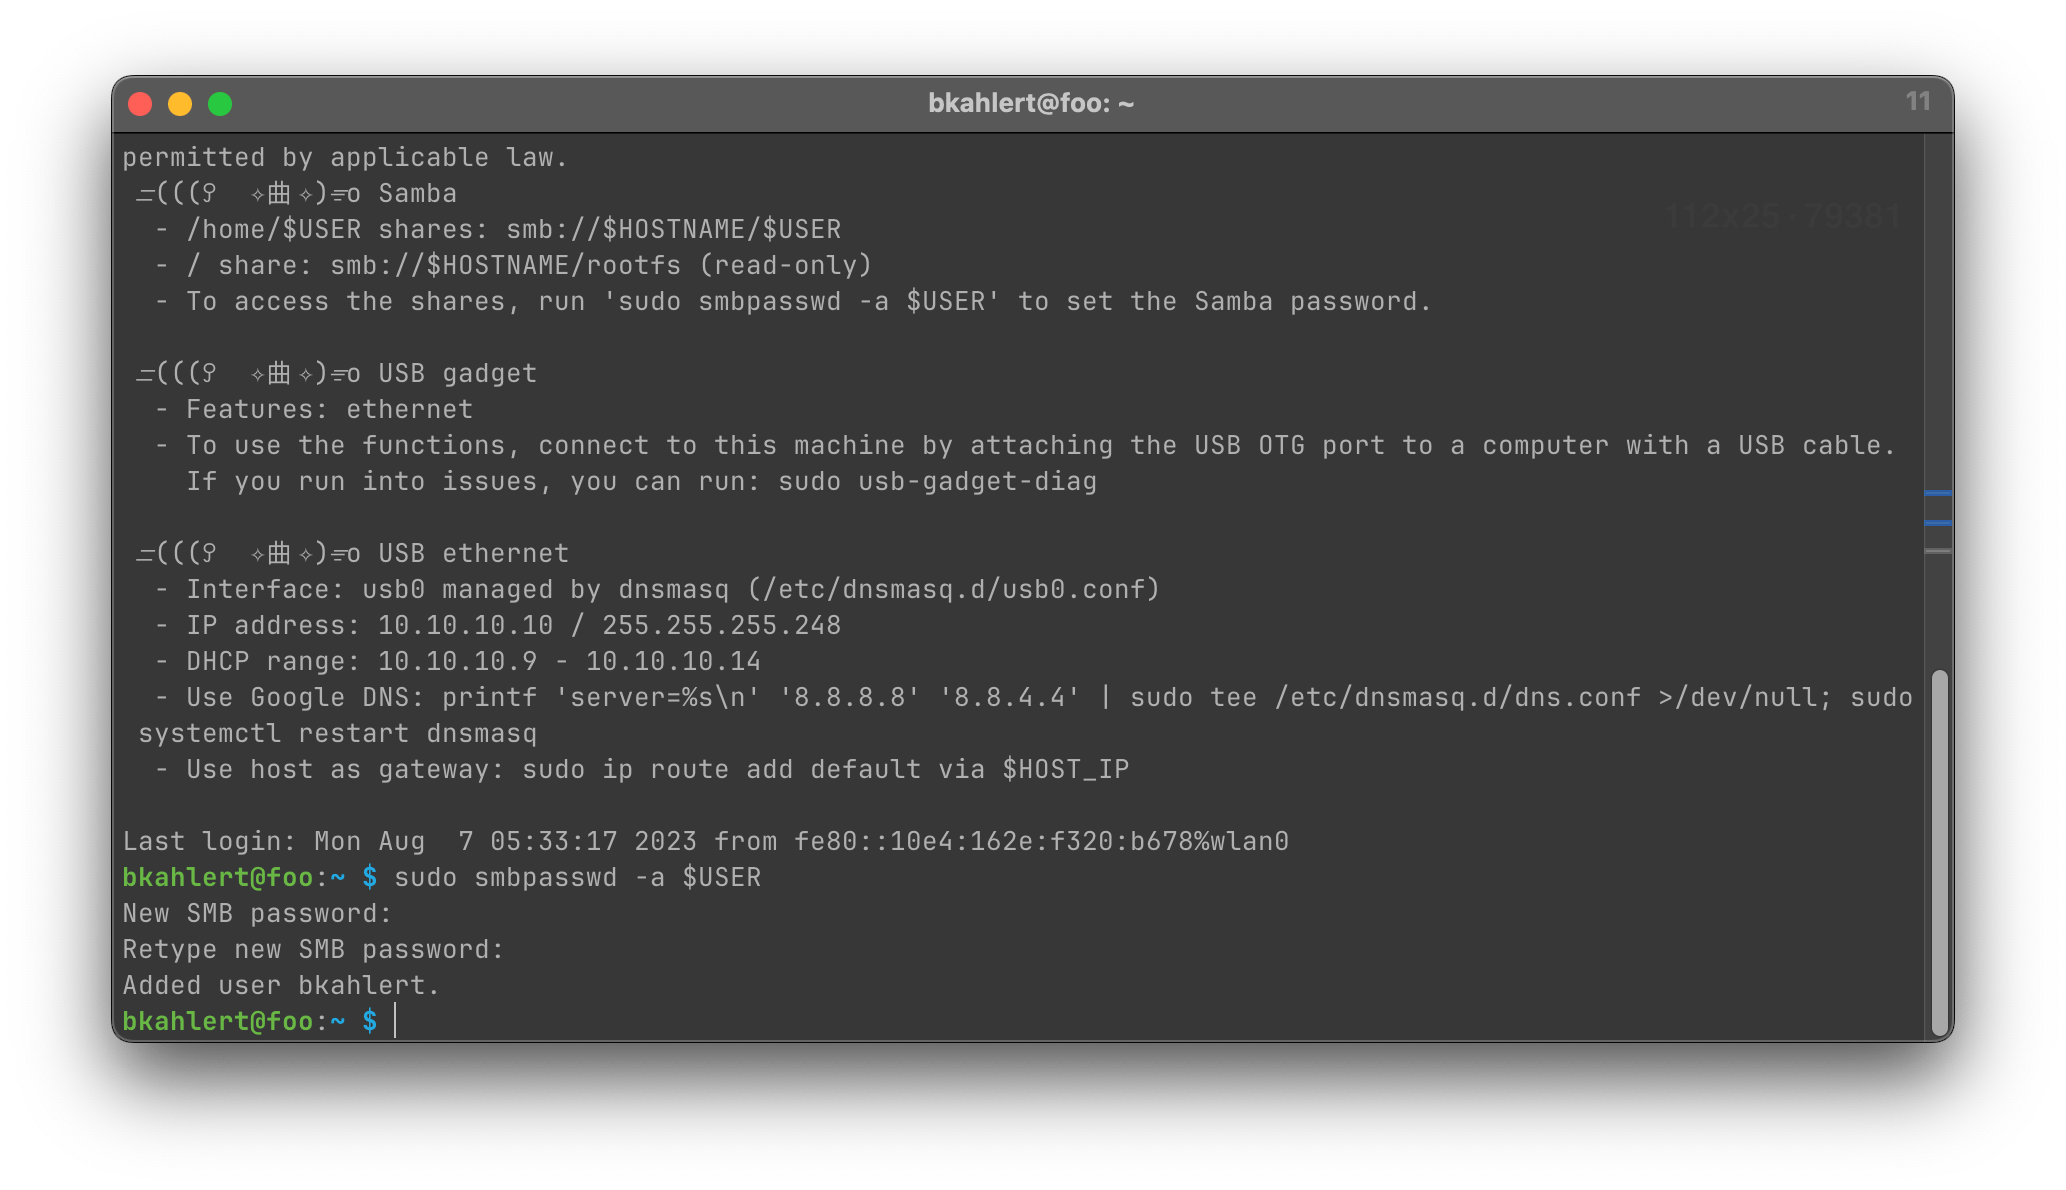 bkahlert@foo: ~
11
permitted by applicable law.
(((  ✧曲✧) o Samba
- /home/$USER shares: smb://$HOSTNAME/$USER
112x25 · 79381
- / share: smb://$HOSTNAME/rootfs (read-only)
- To access the shares, run 'sudo smbpasswd -a $USER' to set the Samba password.
(((  ✧曲✧) o USB gadget
- Features: ethernet
- To use the functions, connect to this machine by attaching the USB OTG port to a computer with a USB cable.
If you run into issues, you can run: sudo usb-gadget-diag
(((  ✧曲✧) o USB ethernet
- Interface: usb0 managed by dnsmasq (/etc/dnsmasq.d/usb0.conf)
- IP address: 10.10.10.10 / 255.255.255.248
- DHCP range: 10.10.10.9 - 10.10.10.14
- Use Google DNS: printf 'server=%s\n' '8.8.8.8' '8.8.4.4' | sudo tee /etc/dnsmasq.d/dns.conf >/dev/null; sudo
systemctl restart dnsmasq
- Use host as gateway: sudo ip route add default via $HOST_IP
Last login: Mon Aug  7 05:33:17 2023 from fe80::10e4:162e:f320:b678%wlan0
bkahlert@foo:~ $ sudo smbpasswd -a $USER
New SMB password:
Retype new SMB password:
Added user bkahlert.
bkahlert@foo:~ $